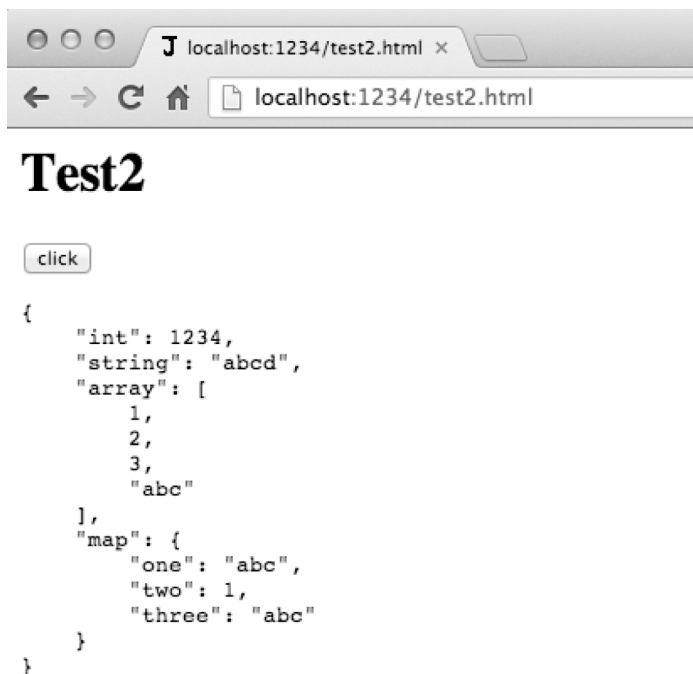 J localhost:1234/test2.html ×
localhost:1234/test2.html
Test2
click
{
    "int": 1234,
    "string": "abcd",
    "array": [
        1,
        2,
        3,
        "abc"
    ],
    "map": {
        "one": "abc",
        "two": 1,
        "three": "abc"
    }
}